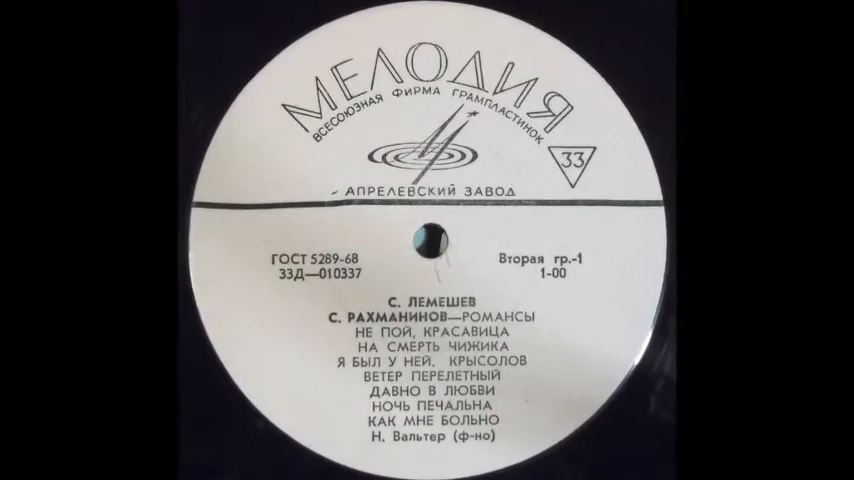 МЕЛОДИЯ
ВСЕСОЮЗНАЯ ФИРМА ГРАМПЛАСТИНОК
33
АПРЕЛЕВСКИЙ ЗАВОД
ГОСТ 5289-68
33Д—010337
Вторая гр.-1
1-00
С. ЛЕМЕШЕВ
С. РАХМАНИНОВ—РОМАНСЫ
НЕ ПОЙ, КРАСАВИЦА
НА СМЕРТЬ ЧИЖИКА
Я БЫЛ У НЕЙ, КРЫСОЛОВ
ВЕТЕР ПЕРЕЛЕТНЫЙ
ДАВНО В ЛЮБВИ
НОЧЬ ПЕЧАЛЬНА
КАК МНЕ БОЛЬНО
Н. Вальтер (ф-но)